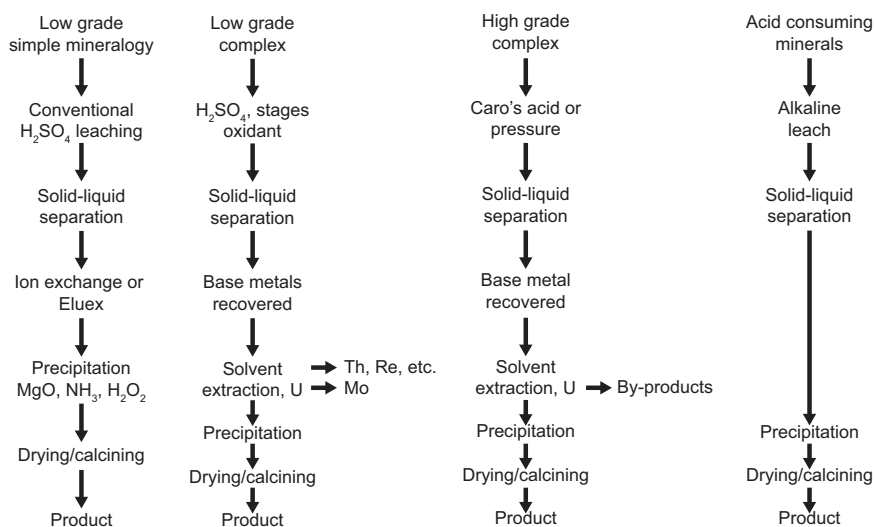 Low grade
simple mineralogy
Conventional
H₂SO₄ leaching
Solid-liquid
separation
Ion exchange or
Eluex
Precipitation
MgO, NH₃, H₂O₂
Drying/calcining
Product
Low grade
complex
H₂SO₄, stages
oxidant
Solid-liquid
separation
Base metals
recovered
Solvent
extraction, U
Th, Re, etc.
Mo
Precipitation
Drying/calcining
Product
High grade
complex
Caro's acid or
pressure
Solid-liquid
separation
Base metal
recovered
Solvent
extraction, U
By-products
Precipitation
Drying/calcining
Product
Acid consuming
minerals
Alkaline
leach
Solid-liquid
separation
Precipitation
Drying/calcining
Product